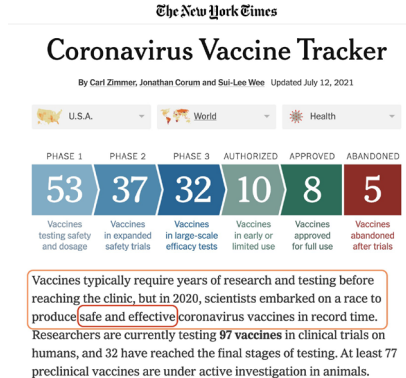 The New York Times
Coronavirus Vaccine Tracker
By Carl Zimmer, Jonathan Corum and Sui-Lee Wee Updated July 12, 2021
U.S.A. World Health
PHASE 1 PHASE 2 PHASE 3 AUTHORIZED APPROVED ABANDONED
53 37 32 10 8 5
Vaccines Vaccines Vaccines Vaccines Vaccines Vaccines
testing safety in expanded in large-scale in early or approved abandoned
and dosage safety trials efficacy tests limited use for full use after trials
Vaccines typically require years of research and testing before
reaching the clinic, but in 2020, scientists embarked on a race to
produce safe and effective coronavirus vaccines in record time.
Researchers are currently testing 97 vaccines in clinical trials on
humans, and 32 have reached the final stages of testing. At least 77
preclinical vaccines are under active investigation in animals.